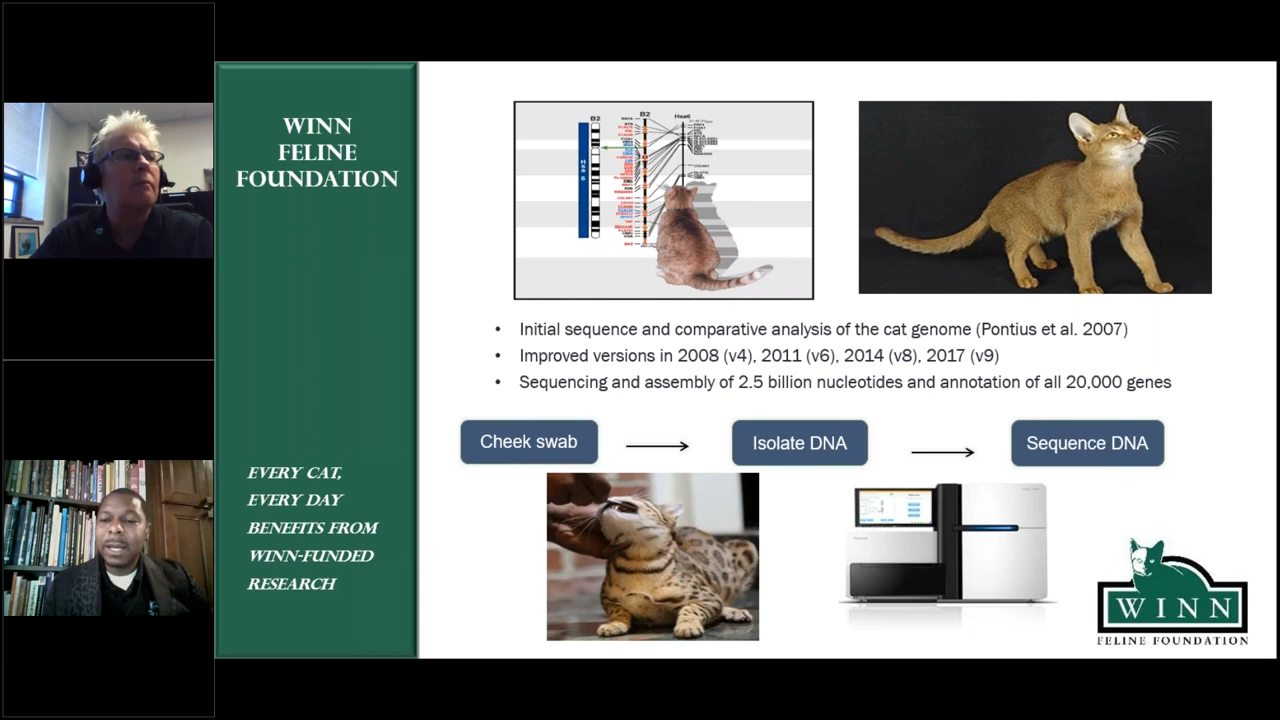 WINN
FELINE
FOUNDATION
EVERY CAT,
EVERY DAY
BENEFITS FROM
WINN-FUNDED
RESEARCH
B2
B2
Hsa6
• Initial sequence and comparative analysis of the cat genome (Pontius et al. 2007)
• Improved versions in 2008 (v4), 2011 (v6), 2014 (v8), 2017 (v9)
• Sequencing and assembly of 2.5 billion nucleotides and annotation of all 20,000 genes
Cheek swab
Isolate DNA
Sequence DNA
WINN
FELINE FOUNDATION